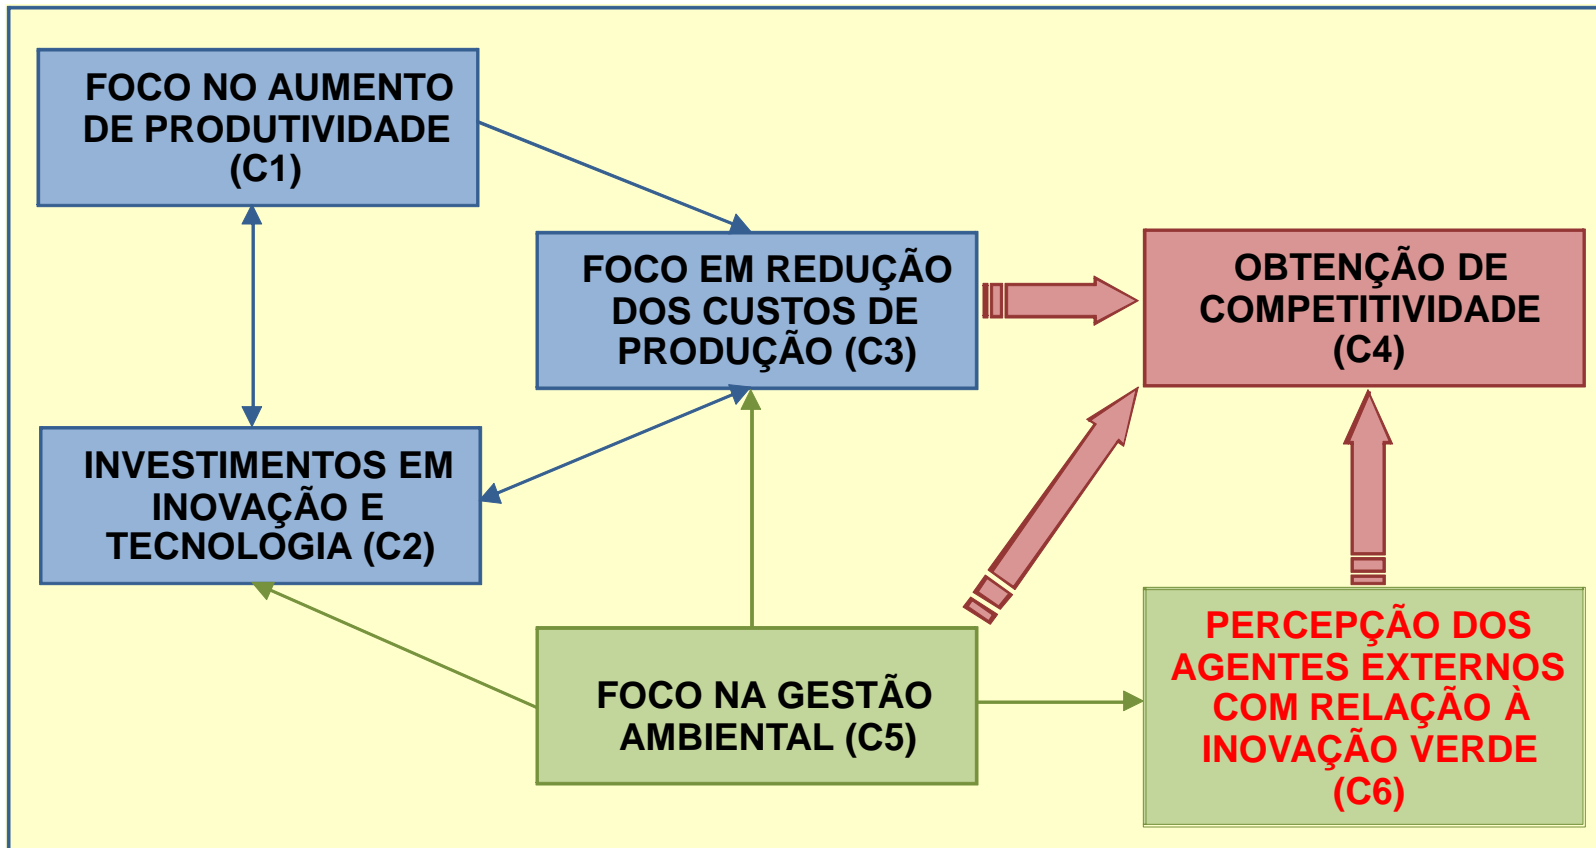 FOCO NO AUMENTO
DE PRODUTIVIDADE
(C1)
FOCO EM REDUÇÃO
DOS CUSTOS DE
PRODUÇÃO (C3)
OBTENÇÃO DE
COMPETITIVIDADE
(C4)
INVESTIMENTOS EM
INOVAÇÃO E
TECNOLOGIA (C2)
FOCO NA GESTÃO
AMBIENTAL (C5)
PERCEPÇÃO DOS
AGENTES EXTERNOS
COM RELAÇÃO À
INOVAÇÃO VERDE
(C6)